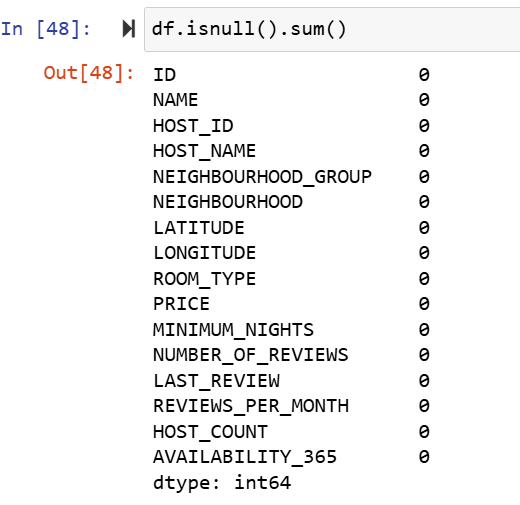 In [48]: df.isnull().sum()
Out[48]: ID 0
NAME 0
HOST_ID 0
HOST_NAME 0
NEIGHBOURHOOD_GROUP 0
NEIGHBOURHOOD 0
LATITUDE 0
LONGITUDE 0
ROOM_TYPE 0
PRICE 0
MINIMUM_NIGHTS 0
NUMBER_OF_REVIEWS 0
LAST_REVIEW 0
REVIEWS_PER_MONTH 0
HOST_COUNT 0
AVAILABILITY_365 0
dtype: int64